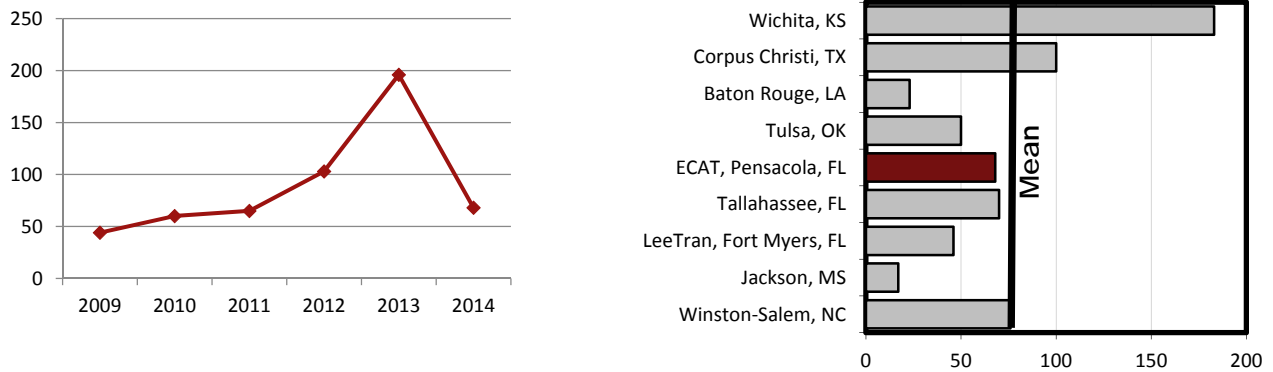 250
200
150
100
50
0
2009 2010 2011 2012 2013 2014
Wichita, KS
Corpus Christi, TX
Baton Rouge, LA
Tulsa, OK
ECAT, Pensacola, FL
Tallahassee, FL
LeeTran, Fort Myers, FL
Jackson, MS
Winston-Salem, NC
Mean
0 50 100 150 200